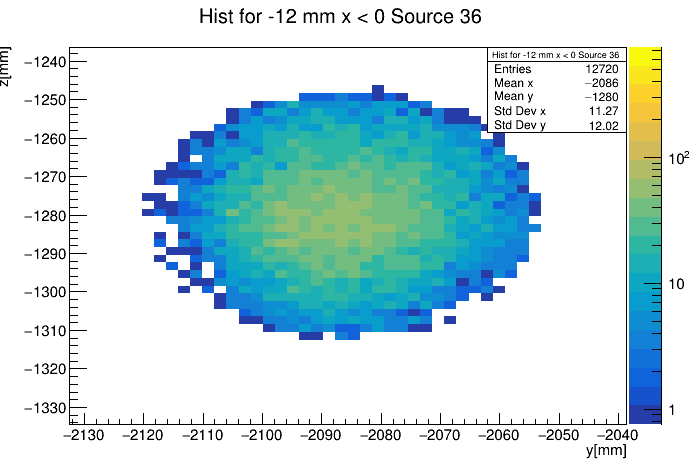 Hist for -12 mm x < 0 Source 36
z[mm]
−1240
−1250
−1260
−1270
−1280
−1290
−1300
−1310
−1320
−1330
Hist for -12 mm x < 0 Source 36
Entries 12720
Mean x −2086
Mean y −1280
Std Dev x 11.27
Std Dev y 12.02
10²
10
1
−2130 −2120 −2110 −2100 −2090 −2080 −2070 −2060 −2050 −2040
y[mm]